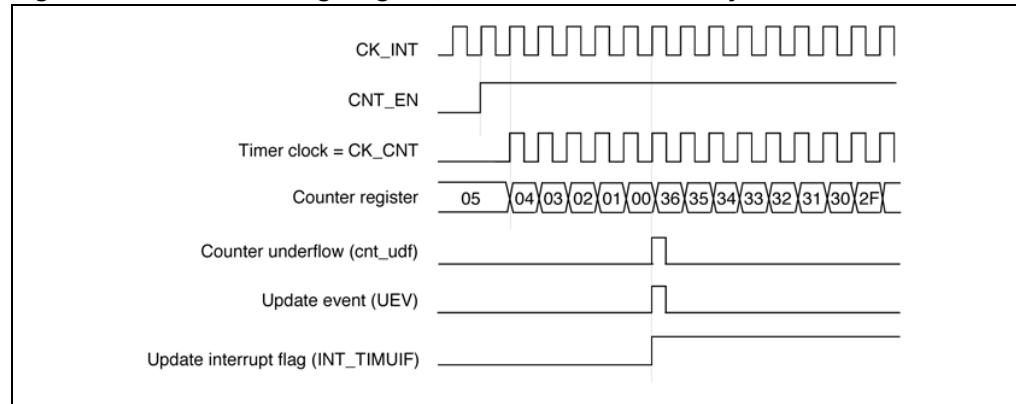 CK_INT
CNT_EN
Timer clock = CK_CNT
Counter register 05 04 03 02 01 00 36 35 34 33 32 31 30 2F
Counter underflow (cnt_udf)
Update event (UEV)
Update interrupt flag (INT_TIMUIF)